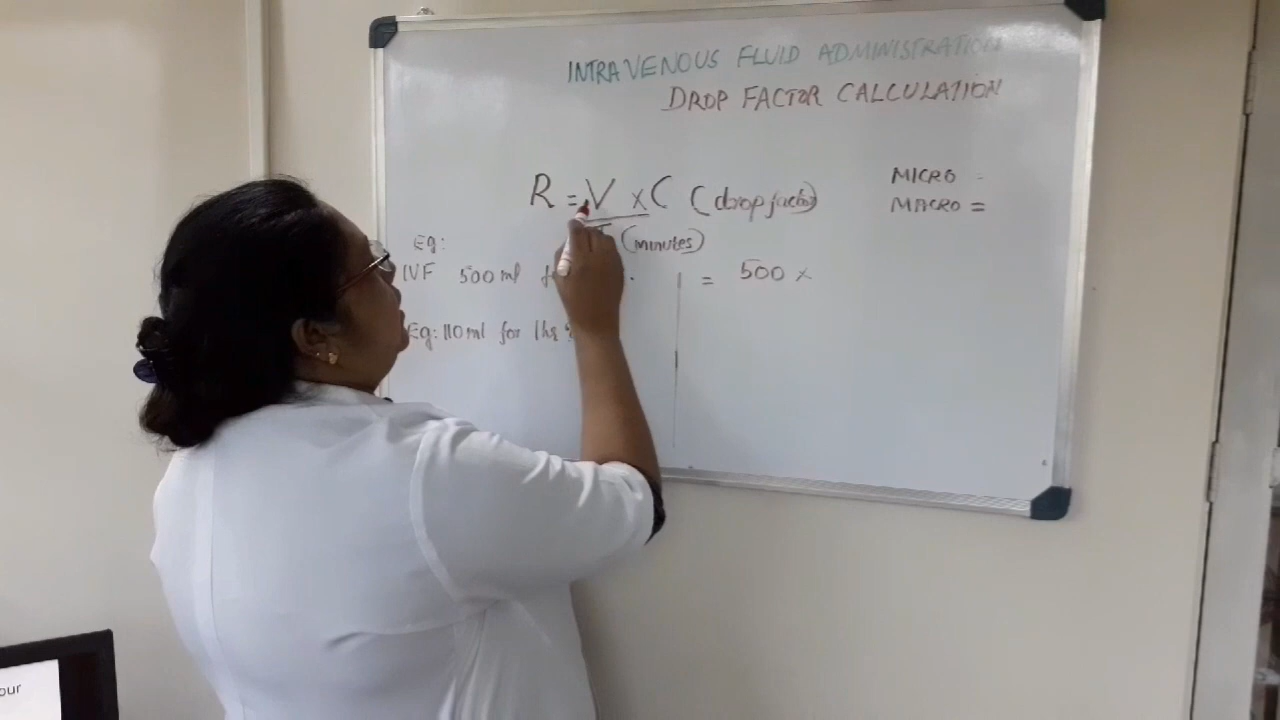 INTRAVENOUS FLUID ADMINISTRATION
DROP FACTOR CALCULATION
R = V x C (drop factor)
(minutes)
MICRO -
MACRO =
Eg:
IVF 500 ml
= 500 x
Eg: 110 ml for 1hr
our